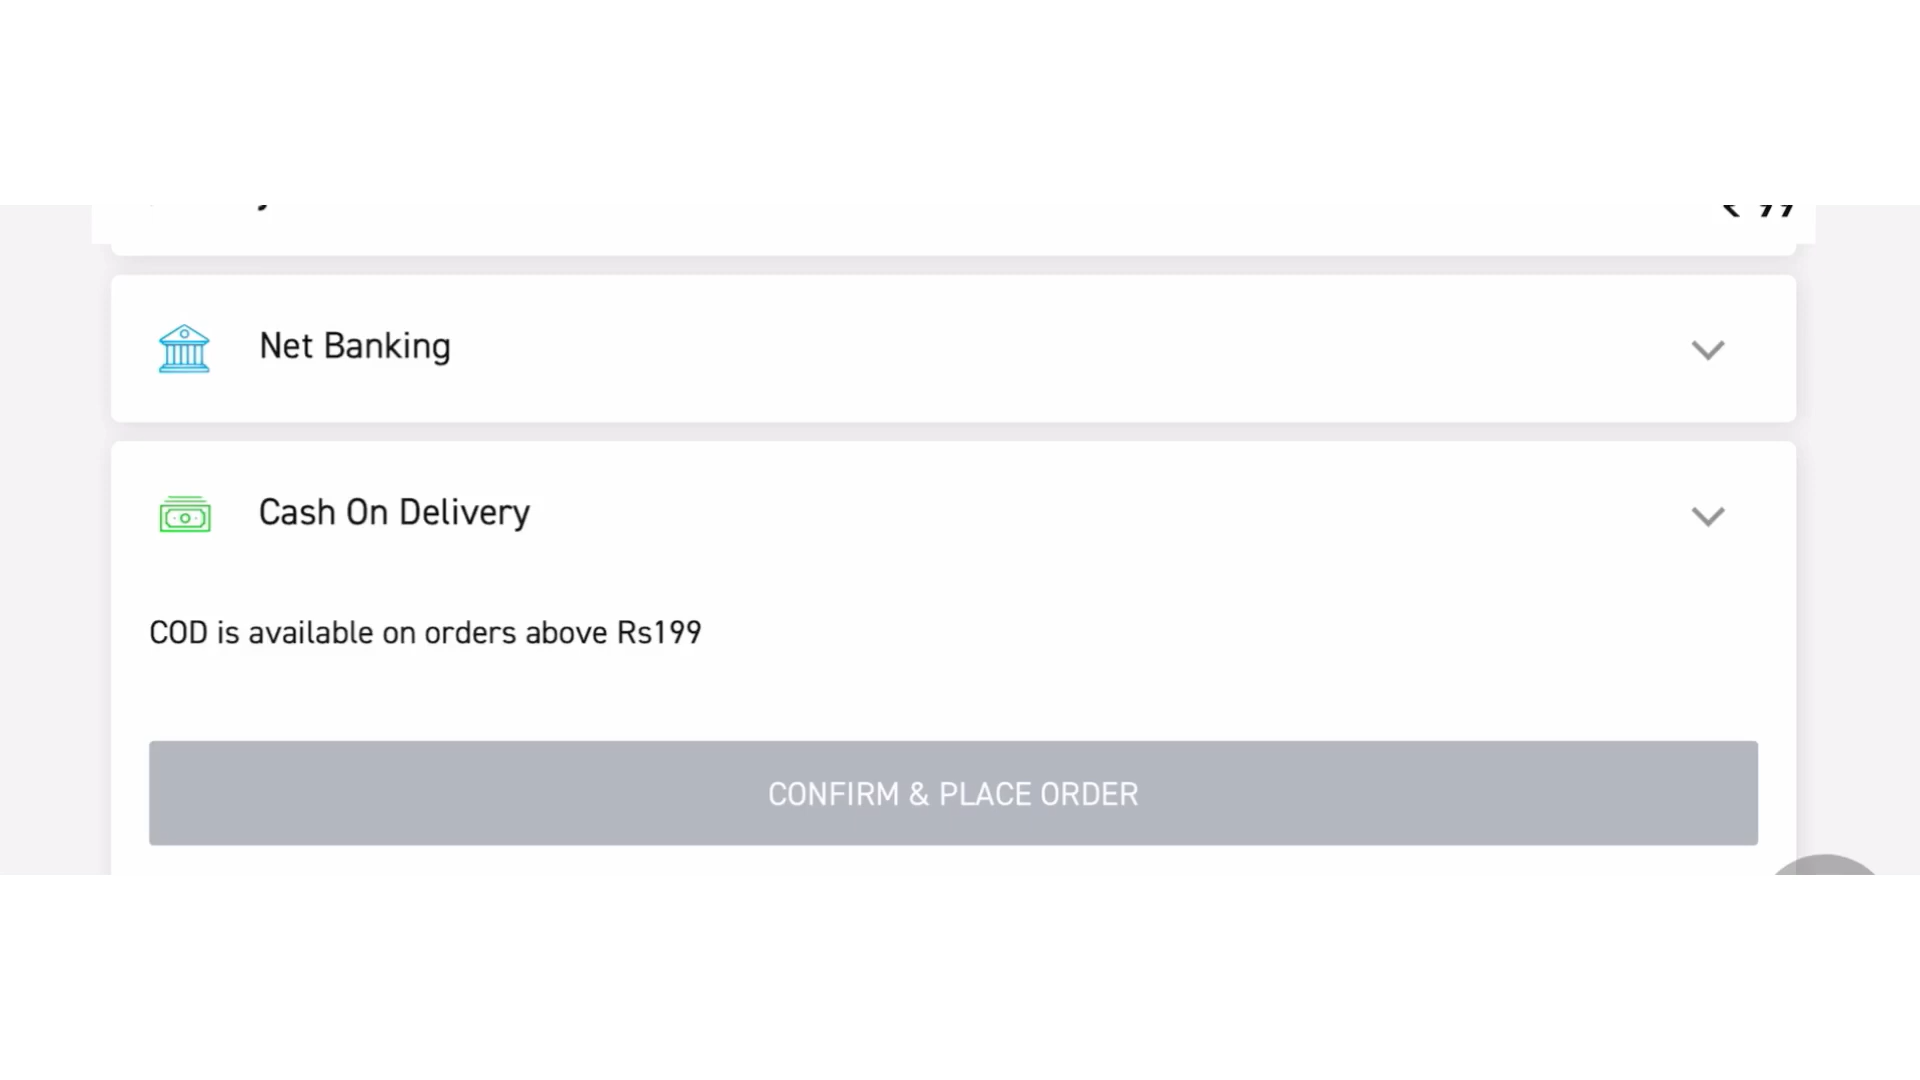 Net Banking
Cash On Delivery
COD is available on orders above Rs199
CONFIRM & PLACE ORDER